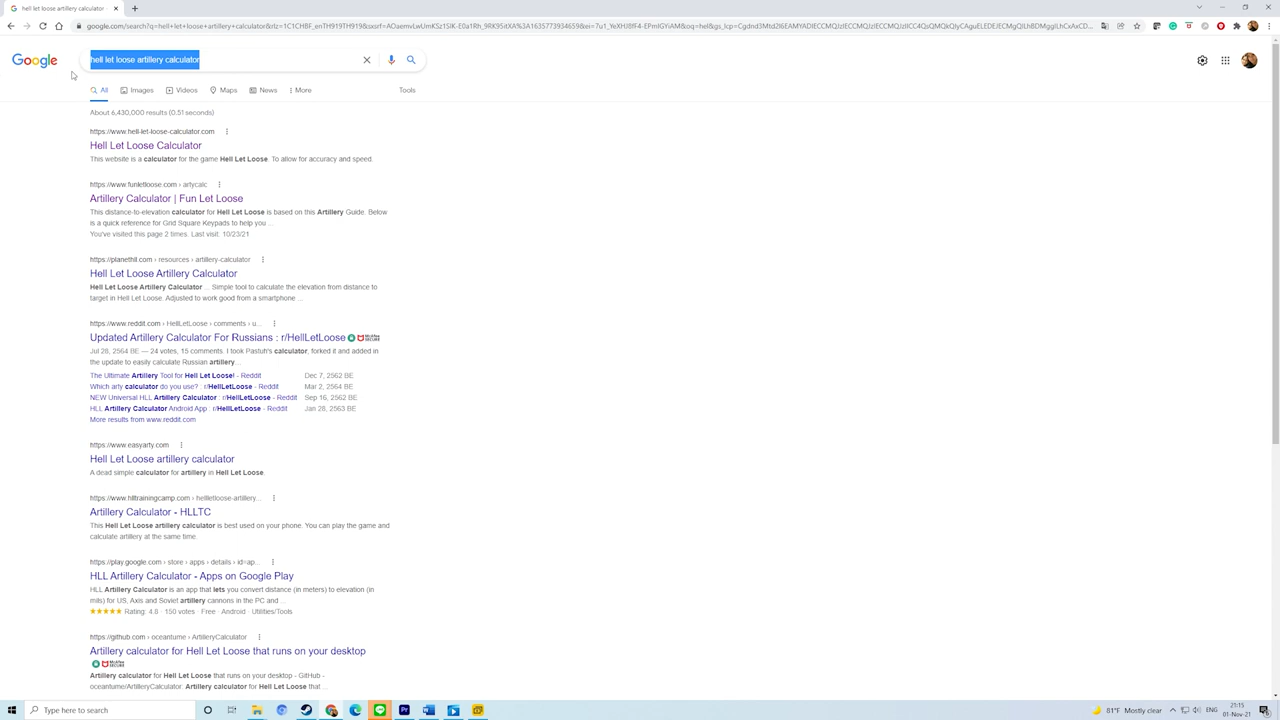 hell let loose artillery calculator
Google
hell let loose artillery calculator
All Images Videos Maps News More Tools
About 6,430,000 results (0.51 seconds)
https://www.hell-let-loose-calculator.com
Hell Let Loose Calculator
This website is a calculator for the game Hell Let Loose. To allow for accuracy and speed.
https://www.funletloose.com › artycalc
Artillery Calculator | Fun Let Loose
This distance-to-elevation calculator for Hell Let Loose is based on this Artillery Guide. Below
is a quick reference for Grid Square Keypads to help you ...
You've visited this page 2 times. Last visit: 10/23/21
https://planethll.com › resources › artillery-calculator
Hell Let Loose Artillery Calculator
Hell Let Loose Artillery Calculator ... Simple tool to calculate the elevation from distance to
target in Hell Let Loose. Adjusted to work good from a smartphone ...
https://www.reddit.com › HellLetLoose › comments › u...
Updated Artillery Calculator For Russians : r/HellLetLoose McAfee SECURE
Jul 28, 2564 BE — 24 votes, 15 comments. I took Pastuh's calculator, forked it and added in
the update to easily calculate Russian artillery...
The Ultimate Artillery Tool for Hell Let Loose! - Reddit Dec 7, 2562 BE
Which arty calculator do you use? : r/HellLetLoose - Reddit Mar 2, 2564 BE
NEW Universal HLL Artillery Calculator : r/HellLetLoose - Reddit Sep 16, 2562 BE
HLL Artillery Calculator Android App : r/HellLetLoose - Reddit Jan 28, 2563 BE
More results from www.reddit.com
https://www.easyarty.com
Hell Let Loose artillery calculator
A dead simple calculator for artillery in Hell Let Loose.
https://www.hlltrainingcamp.com › hellletloose-artillery...
Artillery Calculator - HLLTC
This Hell Let Loose artillery calculator is best used on your phone. You can play the game and
calculate artillery at the same time.
https://play.google.com › store › apps › details › id=ap...
HLL Artillery Calculator - Apps on Google Play
HLL Artillery Calculator is an app that lets you convert distance (in meters) to elevation (in
mils) for US, Axis and Soviet artillery cannons in the PC and ...
Rating: 4.8 · 150 votes · Free · Android · Utilities/Tools
https://github.com › oceantume › ArtilleryCalculator
Artillery calculator for Hell Let Loose that runs on your desktop
McAfee SECURE
Artillery calculator for Hell Let Loose that runs on your desktop - GitHub -
oceantume/ArtilleryCalculator: Artillery calculator for Hell Let Loose that ...
Type here to search
81°F Mostly clear
ENG
21:15
01-Nov-21